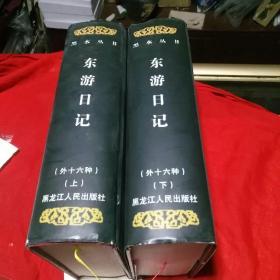 黑水丛书
东游日记
(外十六种)
(上)
黑龙江人民出版社
黑水丛书
东游日记
(外十六种)
(下)
黑龙江人民出版社